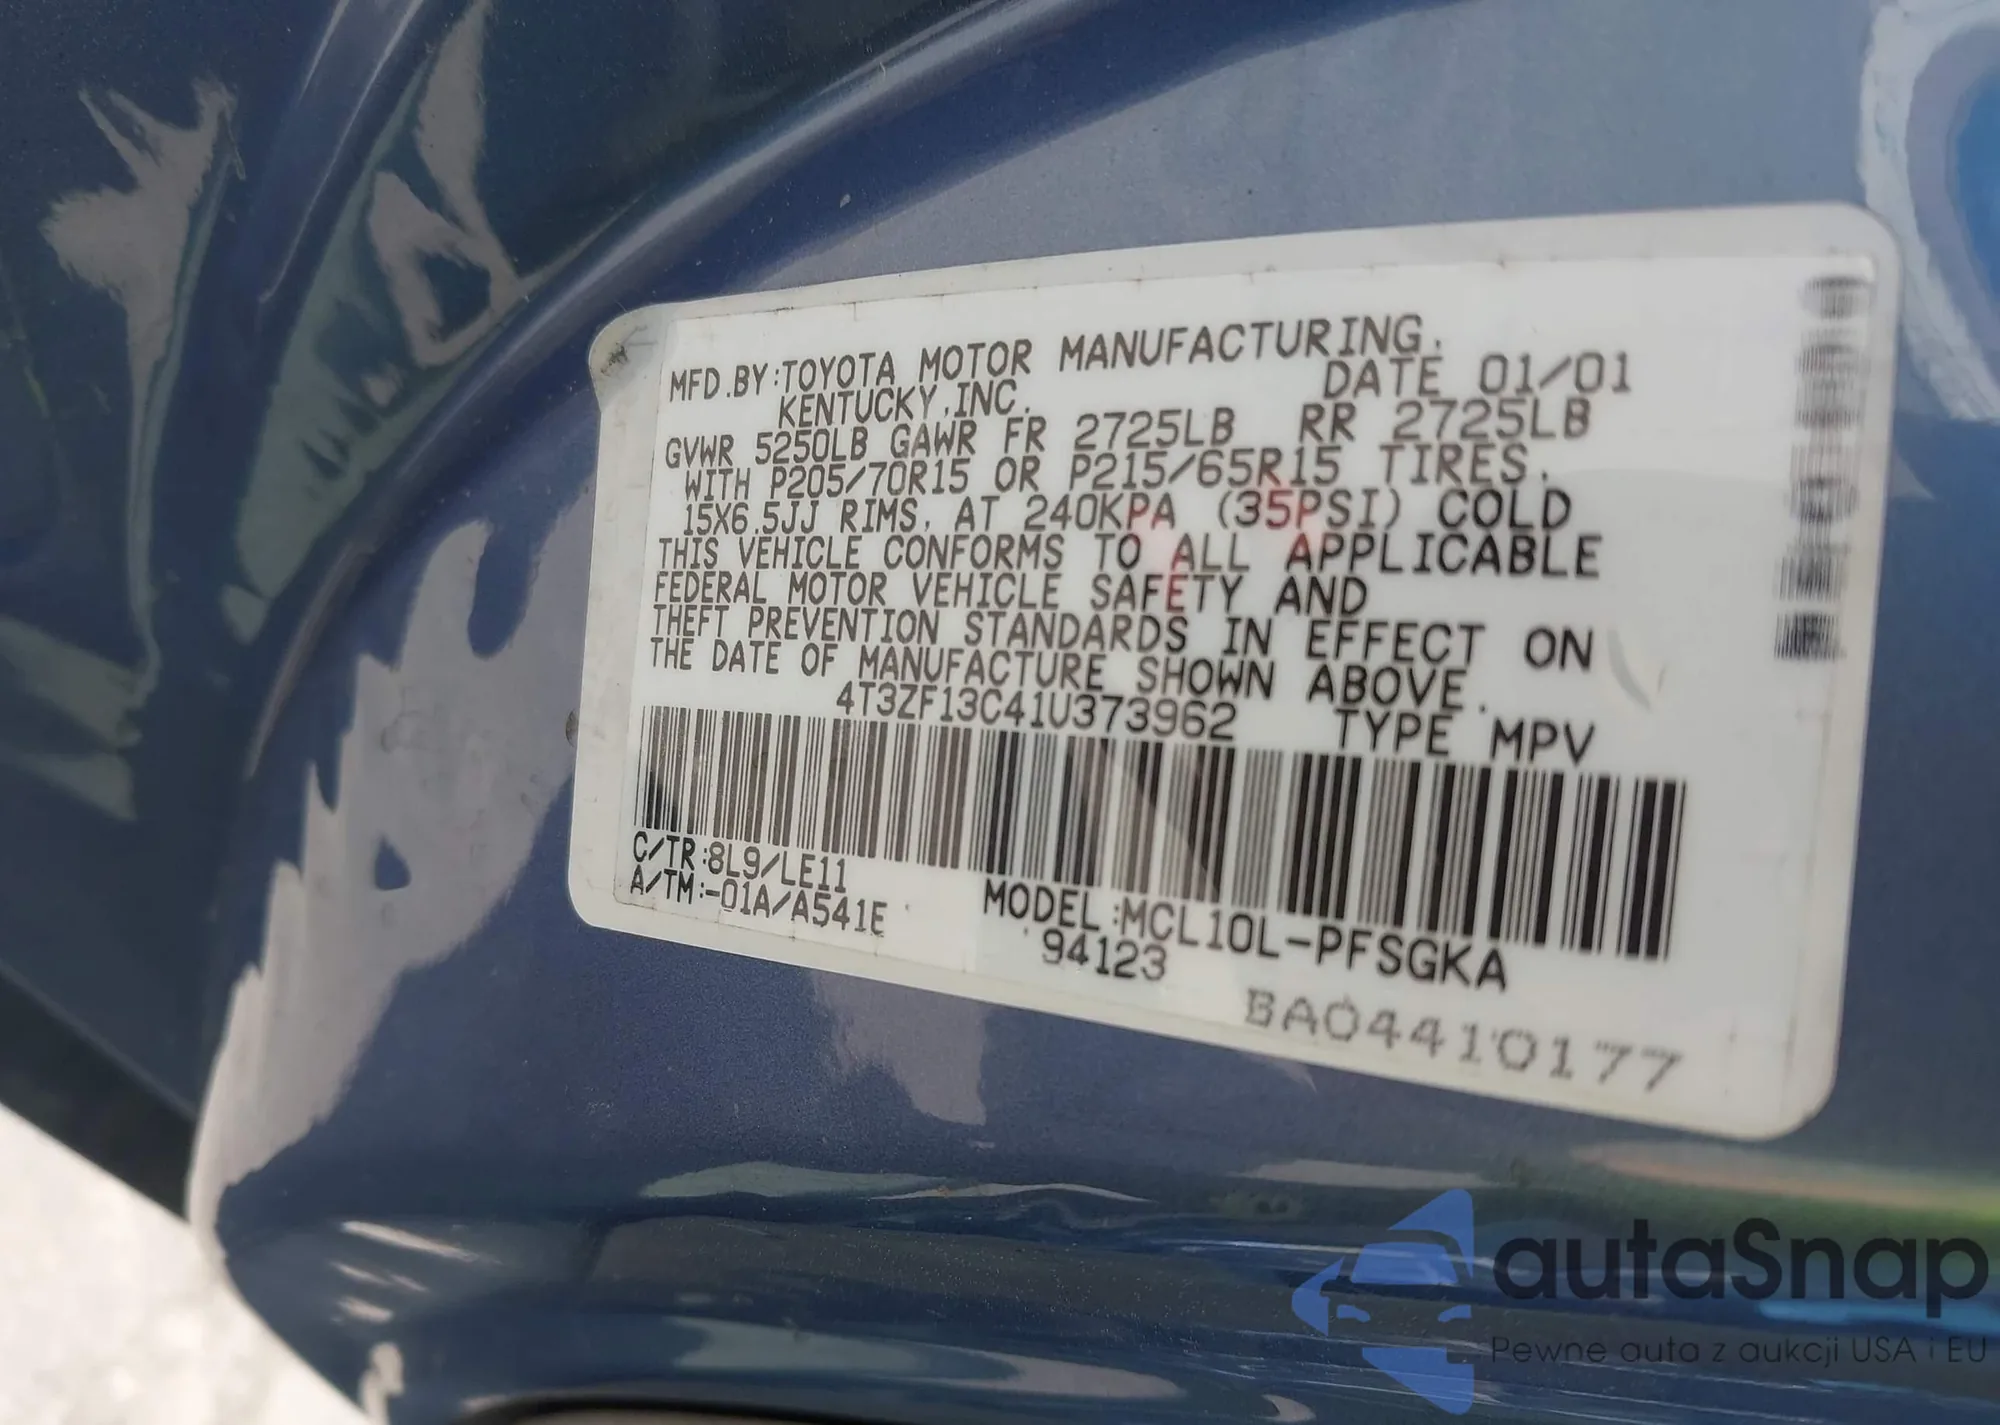 MFD.BY:TOYOTA MOTOR MANUFACTURING.
KENTUCKY,INC. DATE 01/01
GVWR 5250LB GAWR FR 2725LB RR 2725LB
WITH P205/70R15 OR P215/65R15 TIRES.
15X6.5JJ RIMS, AT 240KPA (35PSI) COLD
THIS VEHICLE CONFORMS TO ALL APPLICABLE
FEDERAL MOTOR VEHICLE SAFETY AND
THEFT PREVENTION STANDARDS IN EFFECT ON
THE DATE OF MANUFACTURE SHOWN ABOVE.
4T3ZF13C41U373962 TYPE MPV
C/TR:8L9/LE11
A/TM:-01A/A541E
MODEL:MCL10L-PFSGKA
94123
BA04410177
autaSnap
Pewne auta z aukcji USA i EU